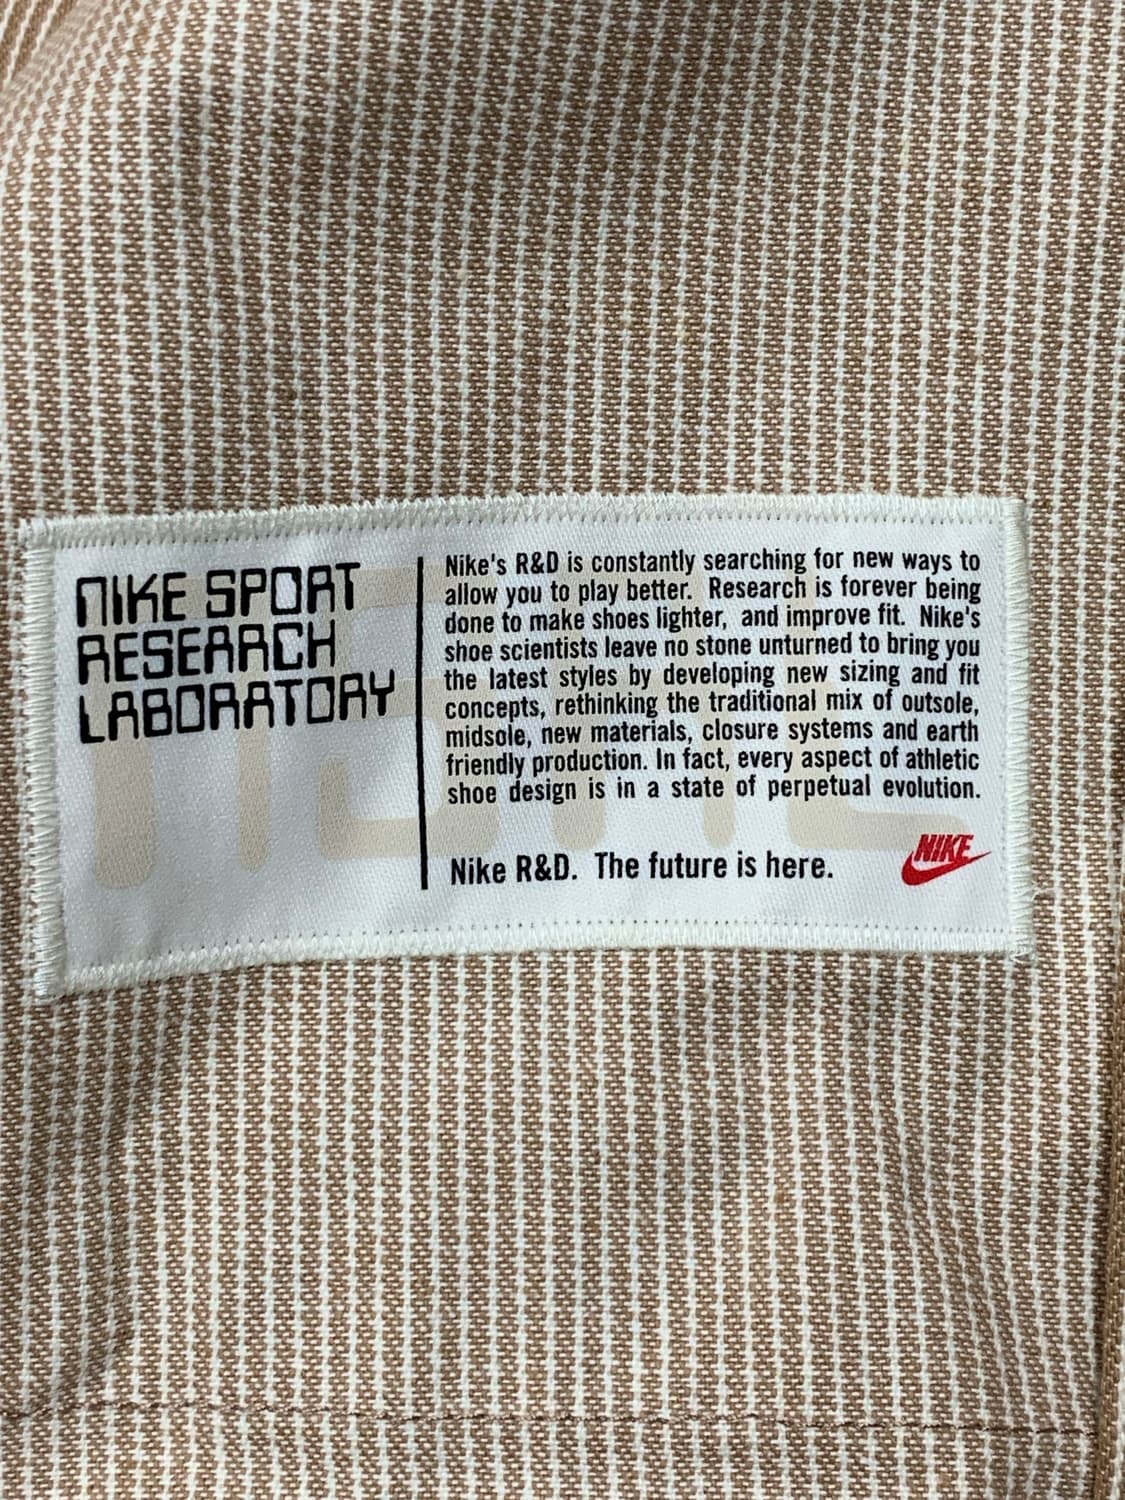 NIKE SPORT
RESEARCH
LABORATORY
Nike's R&D is constantly searching for new ways to
allow you to play better. Research is forever being
done to make shoes lighter, and improve fit. Nike's
shoe scientists leave no stone unturned to bring you
the latest styles by developing new sizing and fit
concepts, rethinking the traditional mix of outsole,
midsole, new materials, closure systems and earth
friendly production. In fact, every aspect of athletic
shoe design is in a state of perpetual evolution.
Nike R&D. The future is here.
NIKE